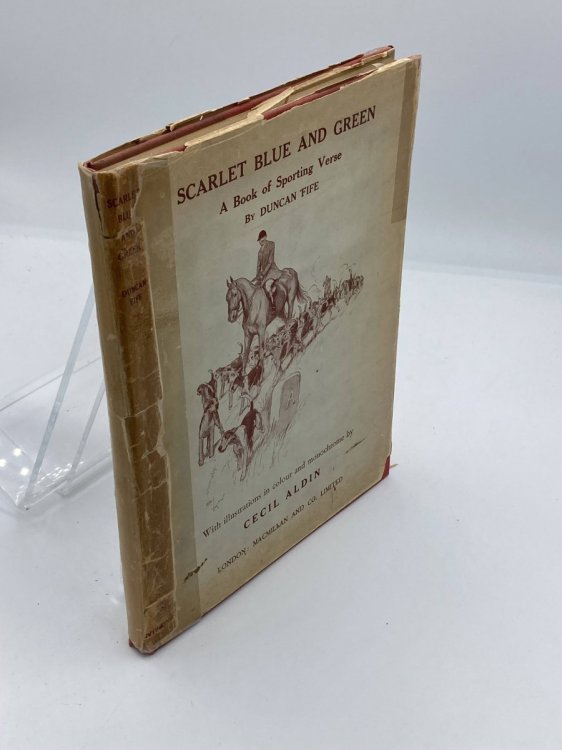 SCARLET BLUE AND GREEN
A Book of Sporting Verse
BY DUNCAN FIFE
With illustrations in colour and monochrome by
CECIL ALDIN
LONDON: MACMILLAN AND CO. LIMITED
SCARLET
BLUE
AND
GREEN
DUNCAN
FIFE